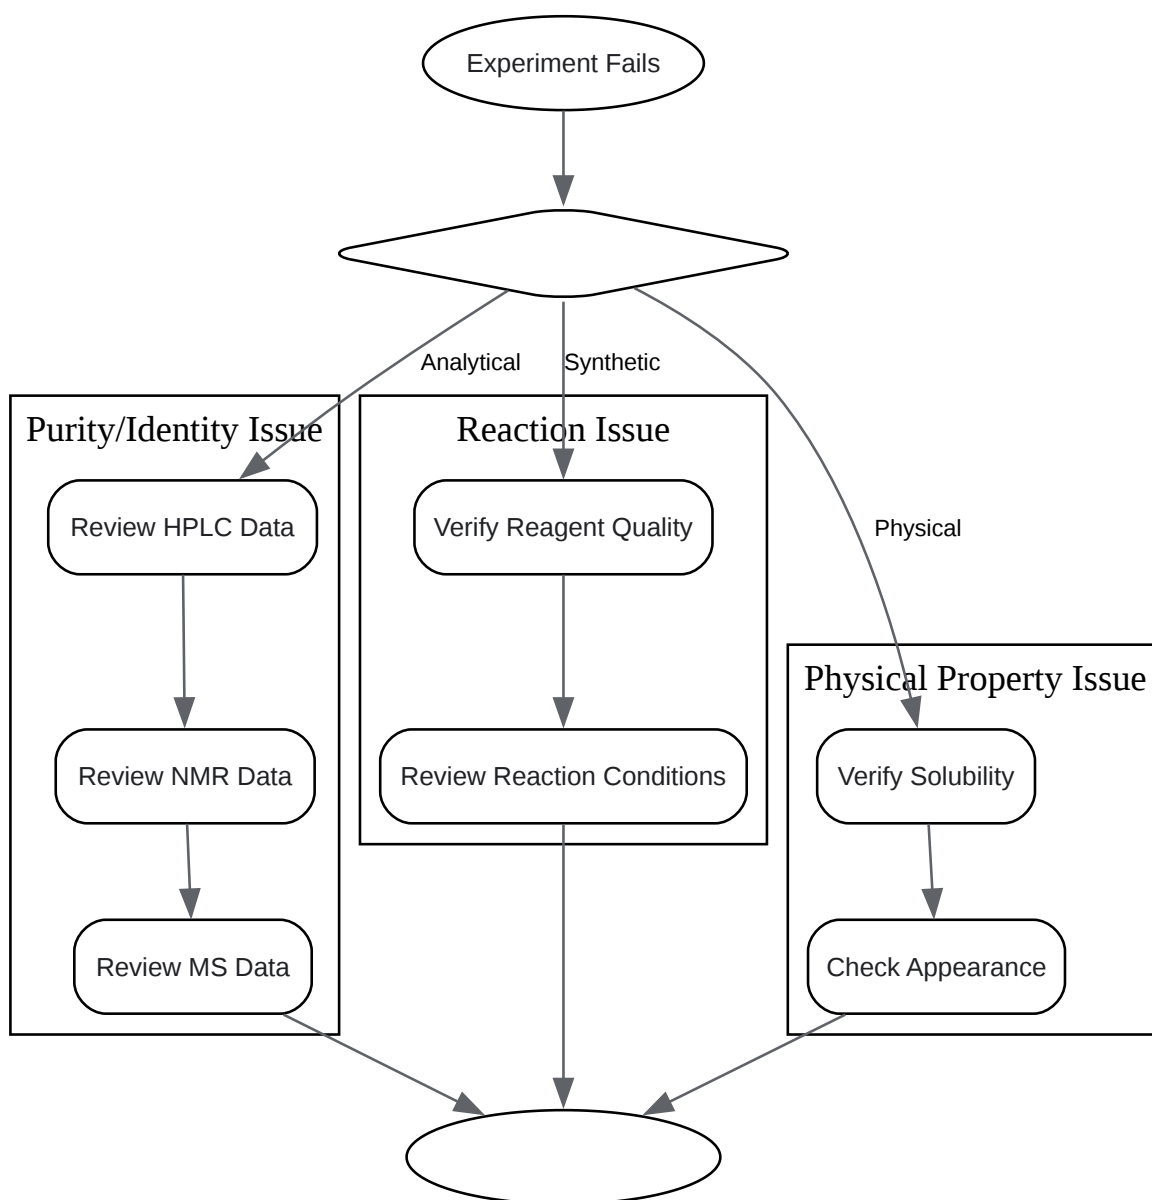 Experiment Fails
Analytical
Synthetic
Purity/Identity Issue
Reaction Issue
Review HPLC Data
Verify Reagent Quality
Physical
Physical Property Issue
Review NMR Data
Review Reaction Conditions
Verify Solubility
Review MS Data
Check Appearance